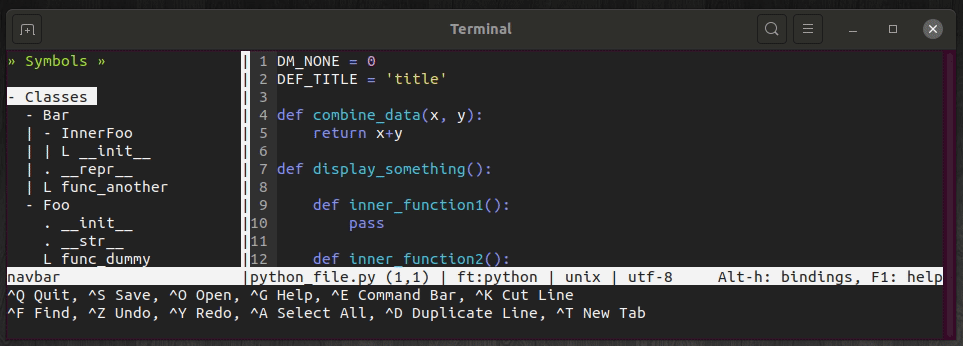 Terminal
» Symbols »
- Classes
  - Bar
  | - InnerFoo
  | | L __init__
  | . __repr__
  | L func_another
  - Foo
    . __init__
    . __str__
    L func_dummy
1 DM_NONE = 0
2 DEF_TITLE = 'title'
3
4 def combine_data(x, y):
5     return x+y
6
7 def display_something():
8
9     def inner_function1():
10         pass
11
12     def inner_function2():
navbar |python_file.py (1,1) | ft:python | unix | utf-8 Alt-h: bindings, F1: help
^Q Quit, ^S Save, ^O Open, ^G Help, ^E Command Bar, ^K Cut Line
^F Find, ^Z Undo, ^Y Redo, ^A Select All, ^D Duplicate Line, ^T New Tab